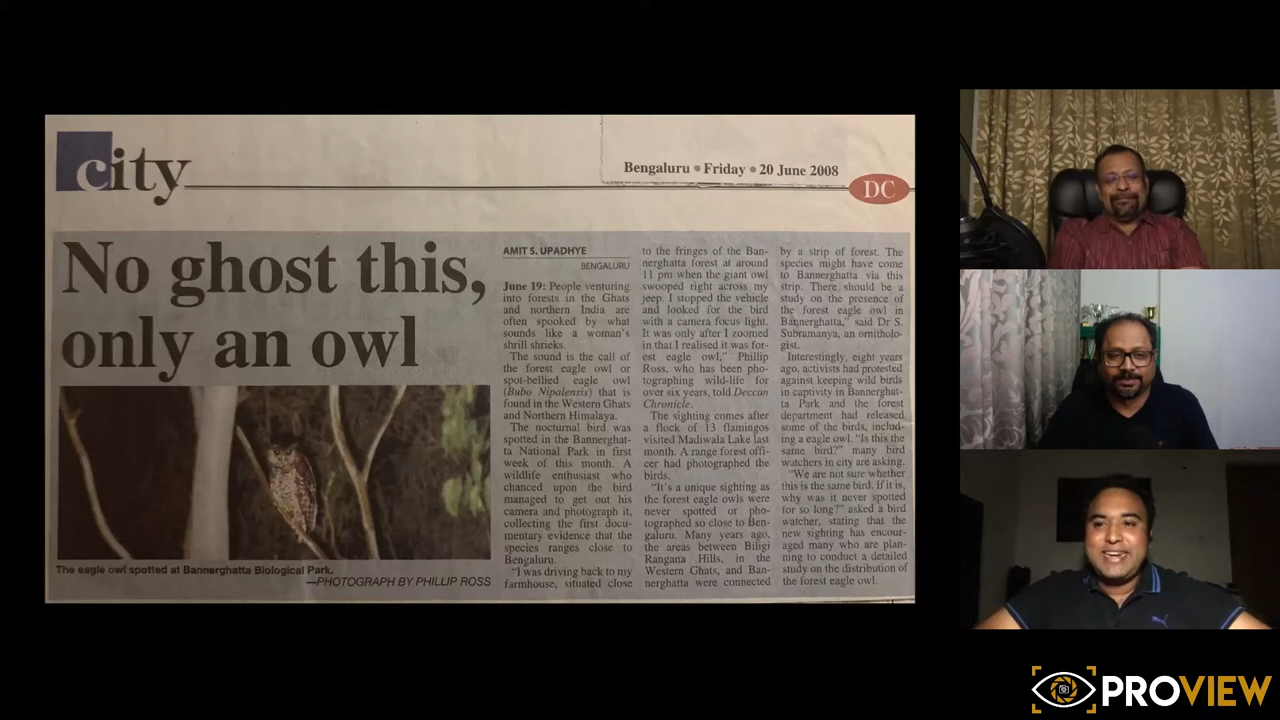 city
Bengaluru • Friday • 20 June 2008
DC
No ghost this,
only an owl
The eagle owl spotted at Bannerghatta Biological Park.
—PHOTOGRAPH BY PHILLIP ROSS
AMIT S. UPADHYE
BENGALURU
June 19: People venturing
into forests in the Ghats
and northern India are
often spooked by what
sounds like a woman's
shrill shrieks.
The sound is the call of
the forest eagle owl or
spot-bellied eagle owl
(Bubo Nipalensis) that is
found in the Western Ghats
and Northern Himalaya.
The nocturnal bird was
spotted in the Bannerghat-
ta National Park in first
week of this month. A
wildlife enthusiast who
chanced upon the bird
managed to get out his
camera and photograph it,
collecting the first docu-
mentary evidence that the
species ranges close to
Bengaluru.
"I was driving back to my
farmhouse, situated close
to the fringes of the Ban-
nerghatta forest at around
11 pm when the giant owl
swooped right across my
jeep. I stopped the vehicle
and looked for the bird
with a camera focus light.
It was only after I zoomed
in that I realised it was for-
est eagle owl," Phillip
Ross, who has been pho-
tographing wild-life for
over six years, told Deccan
Chronicle.
The sighting comes after
a flock of 13 flamingos
visited Madiwala Lake last
month. A range forest offi-
cer had photographed the
birds.
"It's a unique sighting as
the forest eagle owls were
never spotted or pho-
tographed so close to Ben-
galuru. Many years ago,
the areas between Biligi
Rangana Hills, in the
Western Ghats, and Ban-
nerghatta were connected
by a strip of forest. The
species might have come
to Bannerghatta via this
strip. There should be a
study on the presence of
the forest eagle owl in
Bannerghatta," said Dr S.
Subramanya, an ornitholo-
gist.
Interestingly, eight years
ago, activists had protested
against keeping wild birds
in captivity in Bannerghat-
ta Park and the forest
department had released
some of the birds, includ-
ing a eagle owl. "Is this the
same bird?" many bird
watchers in city are asking.
"We are not sure whether
this is the same bird. If it is,
why was it never spotted
for so long?" asked a bird
watcher, stating that the
new sighting has encour-
aged many who are plan-
ning to conduct a detailed
study on the distribution of
the forest eagle owl.
PROVIEW